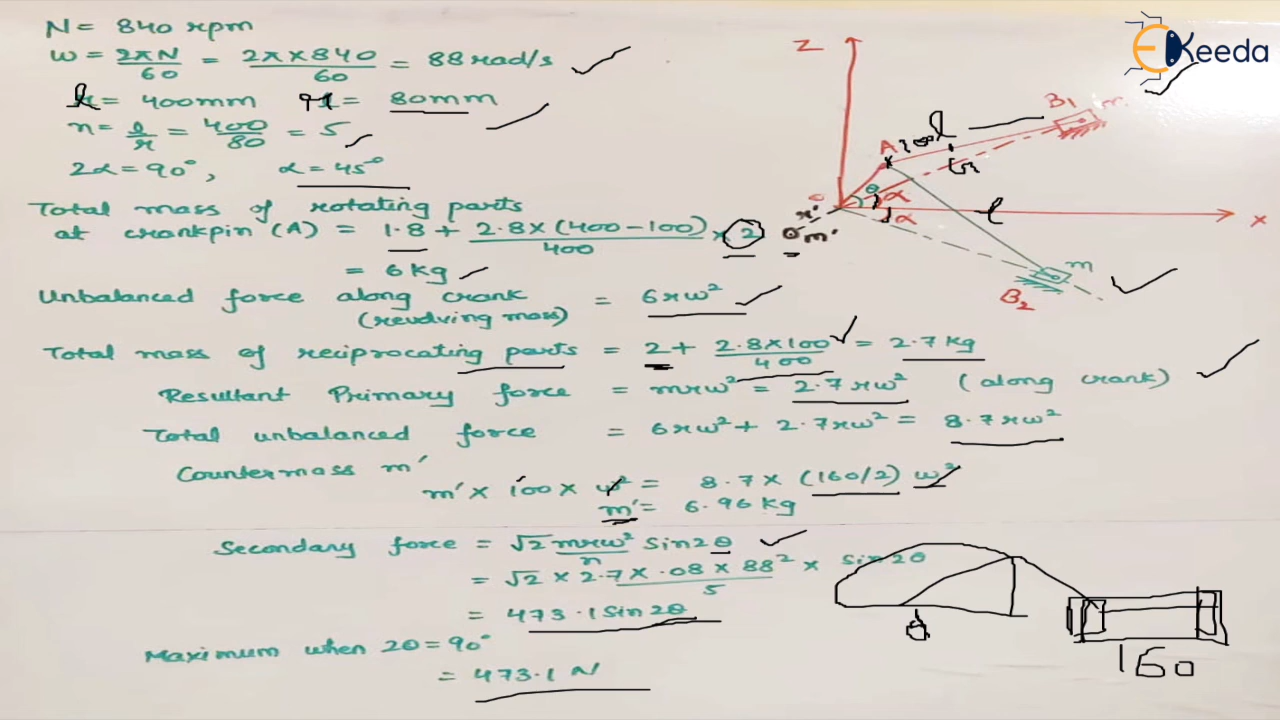 N = 840 rpm
ω = 2πN/60 = 2π×840/60 = 88 rad/s
l = 400mm r = 80mm
n = l/r = 400/80 = 5
2α = 90°, α = 45°
Total mass of rotating parts
at crankpin (A) = 1.8 + 2.8×(400-100)/400 × 2
= 6 kg
Unbalanced force along crank = 6rω²
(revolving mass)
Total mass of reciprocating parts = 2 + 2.8×100/400 = 2.7 kg
Resultant Primary force = mrω² = 2.7rω² (along crank)
Total unbalanced force = 6rω² + 2.7rω² = 8.7rω²
Countermass m'
m' × 100 × ω² = 8.7 × (160/2) ω²
m' = 6.96 kg
Secondary force = √2 mrω²/n Sin2θ
= √2 × 2.7 × .08 × 88²/5 × sin 2θ
= 473.1 Sin 2θ
Maximum when 2θ = 90°
= 473.1 N
EKeeda
Z
B₁ m
l
A
θ
α
α
x
r'
m'
l
m
B₂
160